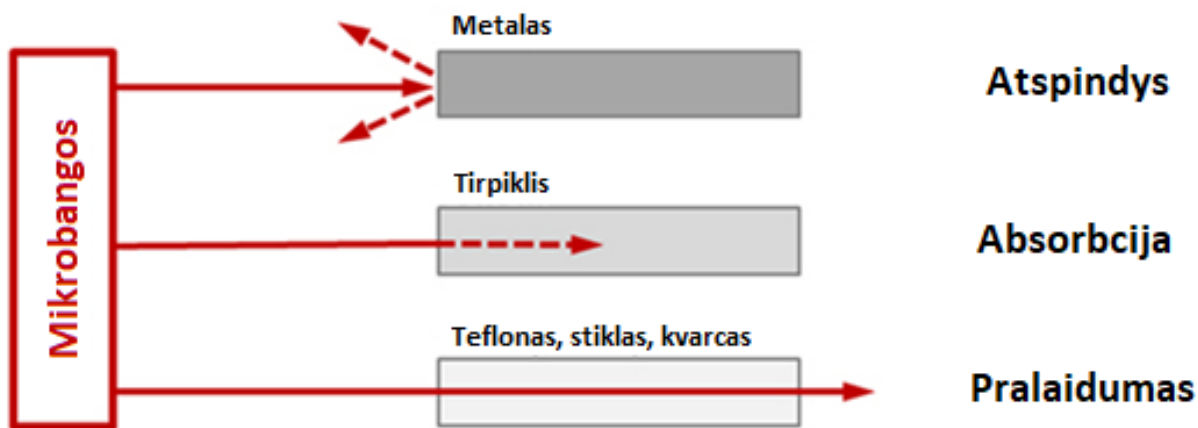 Mikrobangos
Metalas
Atspindys
Tirpiklis
Absorbcija
Teflonas, stiklas, kvarcas
Pralaidumas